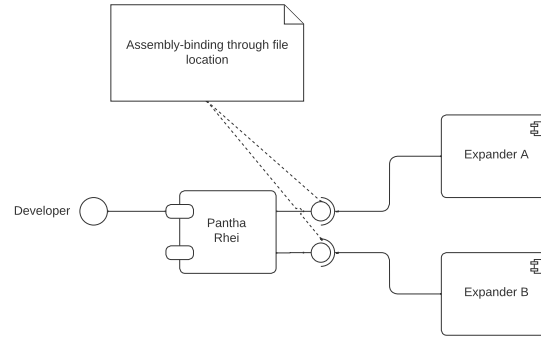 Assembly-binding through file
location
Expander A
Developer
Pantha
Rhei
Expander B